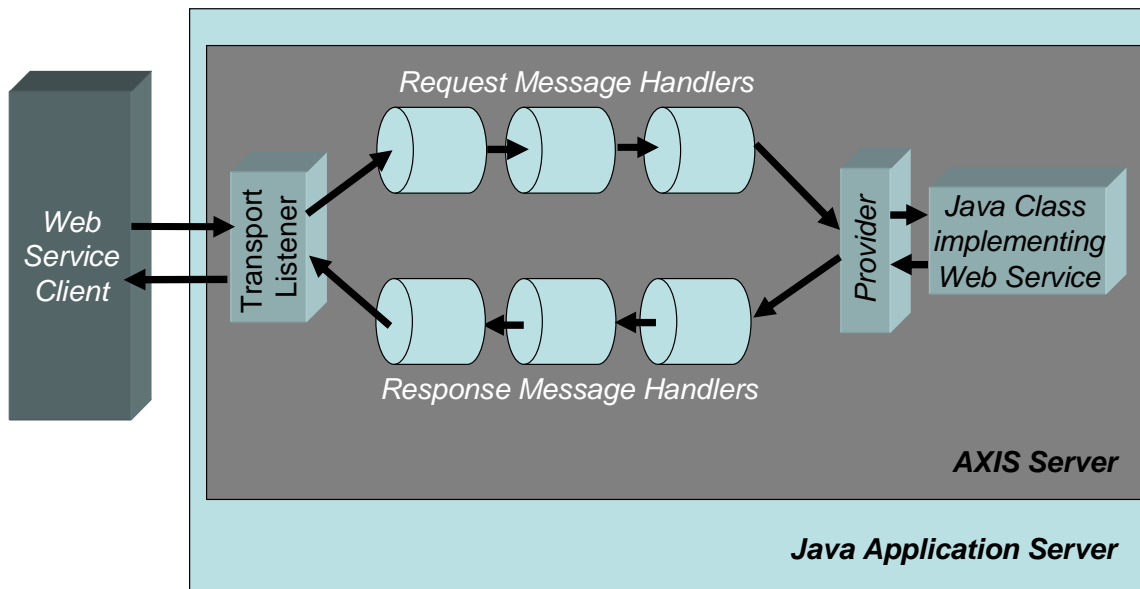 Request Message Handlers
Web
Service
Client
Transport
Listener
Provider
Java Class
implementing
Web Service
Response Message Handlers
AXIS Server
Java Application Server